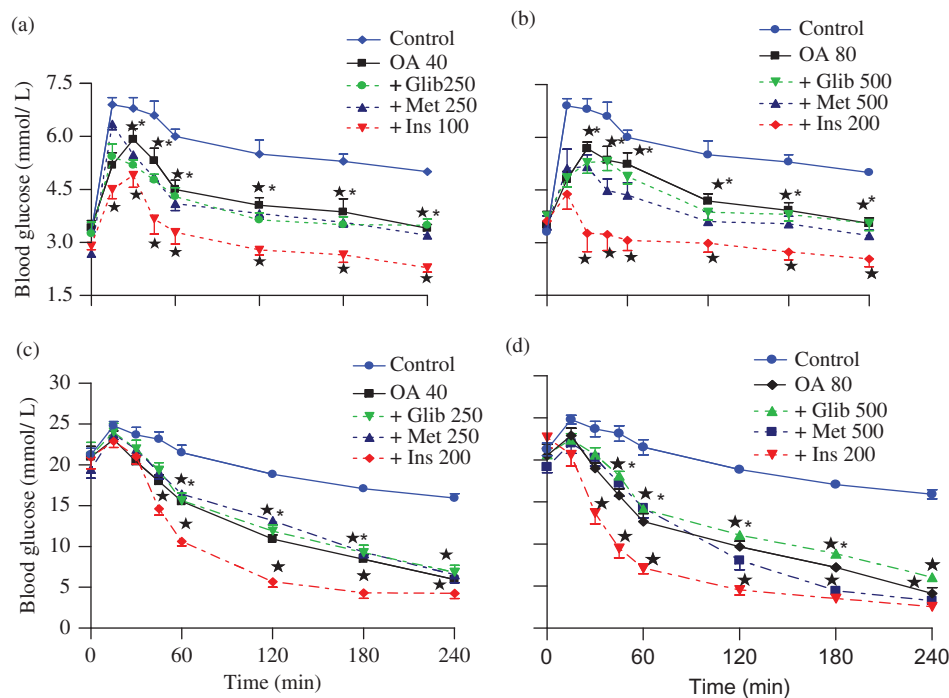 (a)
Control
OA 40
+ Glib250
+ Met 250
+ Ins 100
7.5
6.0
4.5
3.0
1.5
Blood glucose (mmol/ L)
(b)
Control
OA 80
+ Glib 500
+ Met 500
+ Ins 200
(c)
Control
OA 40
+ Glib 250
+ Met 250
+ Ins 200
30
25
20
15
10
5
0
Blood glucose (mmol/ L)
0 60 120 180 240
Time (min)
(d)
Control
OA 80
+ Glib 500
+ Met 500
+ Ins 200
0 60 120 180 240
Time (min)